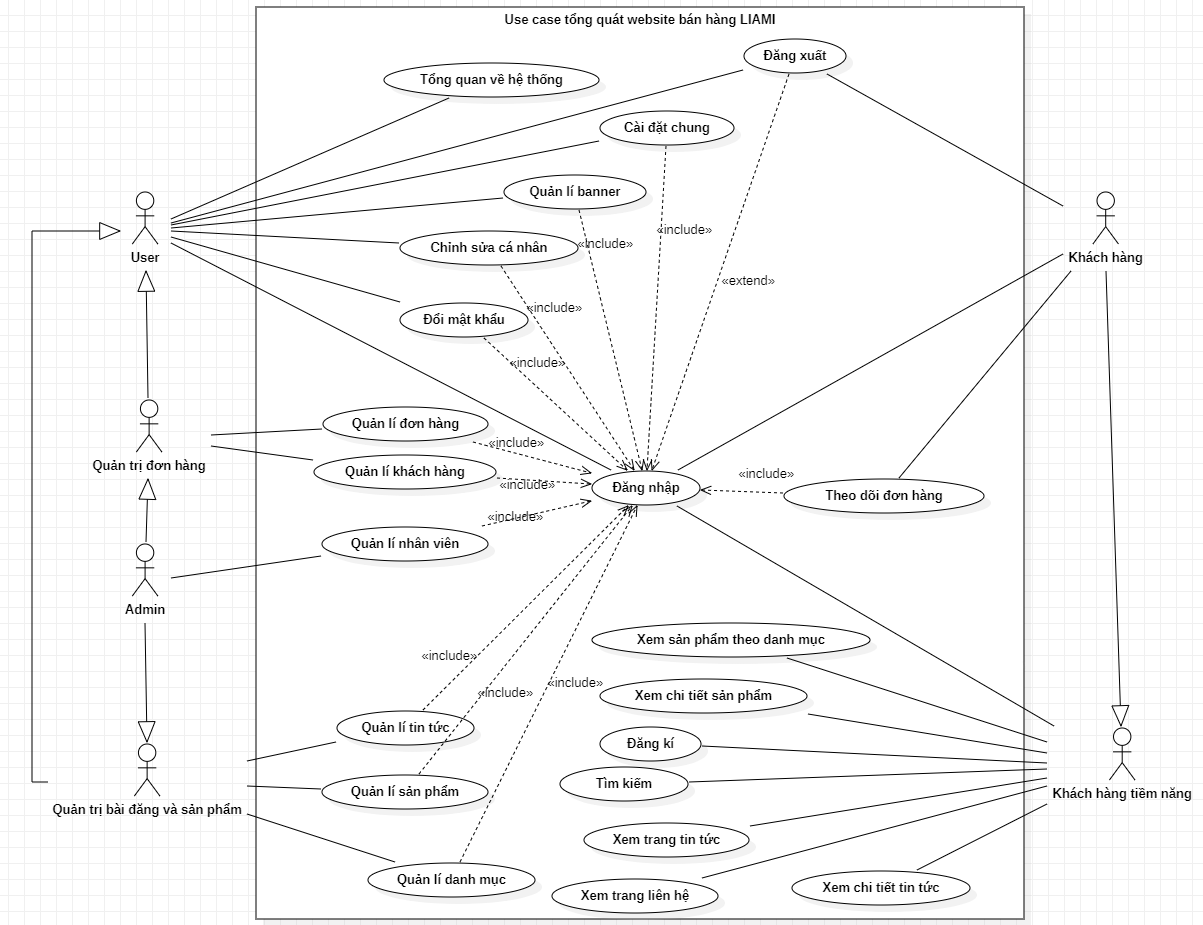 Use case tổng quát website bán hàng LIAMI
Đăng xuất
Tổng quan về hệ thống
Cài đặt chung
Quản lí banner
«include»
«include»
Chỉnh sửa cá nhân
User
Khách hàng
«extend»
«include»
Đổi mật khẩu
«include»
Quản lí đơn hàng
«include»
Quản trị đơn hàng
Quản lí khách hàng
«include»
«include»
Đăng nhập
Theo dõi đơn hàng
«include»
Quản lí nhân viên
Admin
Xem sản phẩm theo danh mục
«include»
«include»
«include»
Xem chi tiết sản phẩm
Quản lí tin tức
Đăng kí
Tìm kiếm
Quản lí sản phẩm
Khách hàng tiềm năng
Quản trị bài đăng và sản phẩm
Xem trang tin tức
Quản lí danh mục
Xem trang liên hệ
Xem chi tiết tin tức